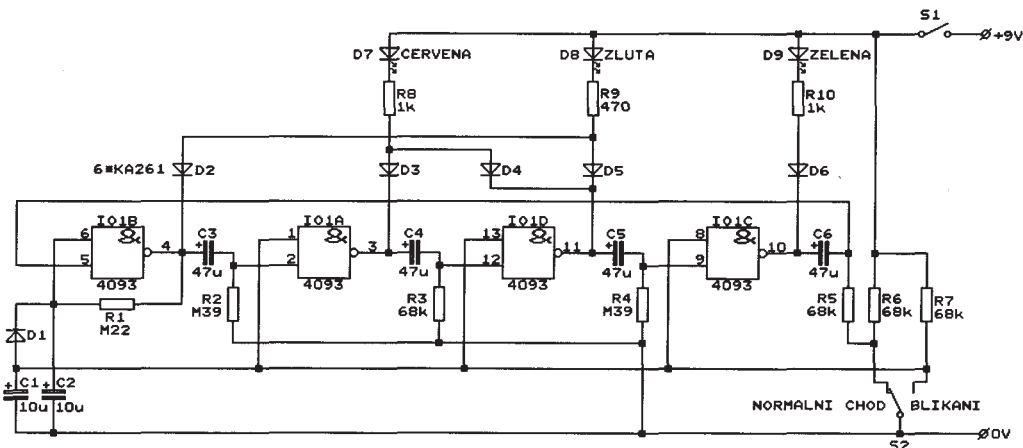 S1
+9V
D7 CERVENA
D8 ZLUTA
D9 ZELENA
R8
1k
R9
470
R10
1k
6*KA261 D2
D3
D4
D5
D6
IO1B
IO1A
IO1D
IO1C
6
5
4
&
4093
C3
+
47u
1
2
3
&
4093
C4
+
47u
13
12
11
&
4093
C5
+
47u
8
9
10
&
4093
C6
+
47u
R1
M22
R2
M39
R3
68k
R4
M39
R5
68k
R6
68k
R7
68k
D1
+ C1
10u
+ C2
10u
NORMALNI CHOD
BLIKANI
0V
S2